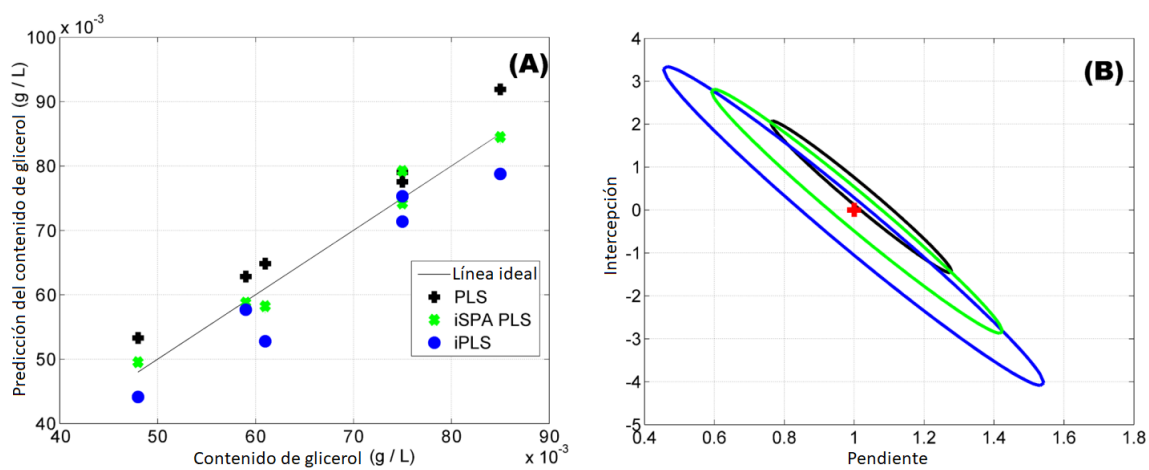 x 10⁻³
100
90
80
70
60
50
40
40
50
60
70
80
90
x 10⁻³
Predicción del contenido de glicerol (g / L)
Contenido de glicerol (g / L)
(A)
Línea ideal
PLS
iSPA PLS
iPLS
4
3
2
1
0
-1
-2
-3
-4
-5
0.4
0.6
0.8
1
1.2
1.4
1.6
1.8
Intercepción
Pendiente
(B)